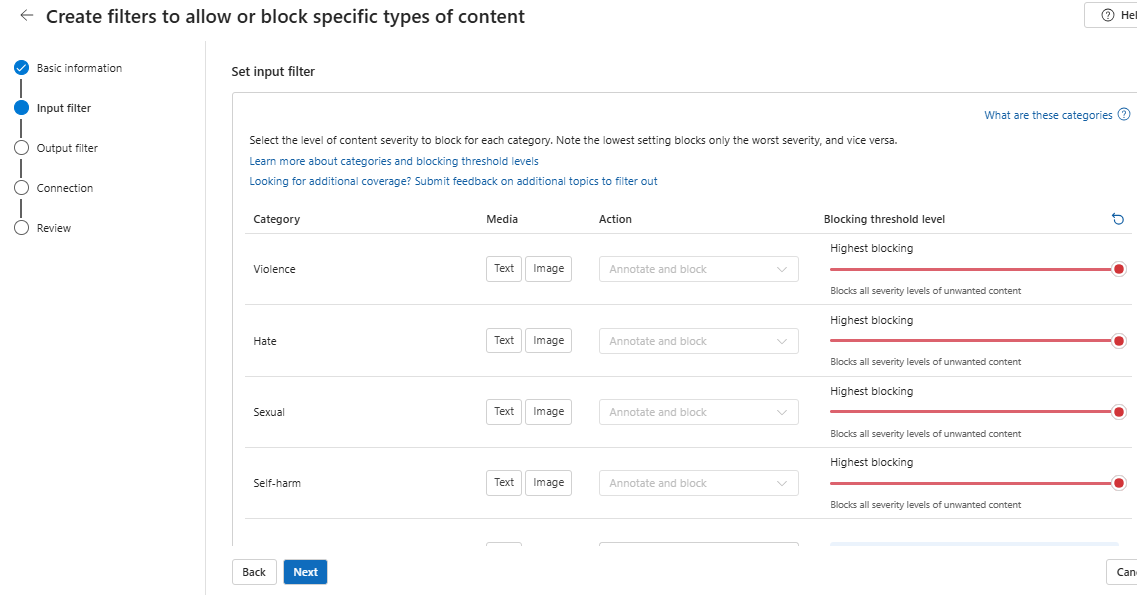 Create filters to allow or block specific types of content
Basic information
Input filter
Output filter
Connection
Review
Set input filter
What are these categories
Select the level of content severity to block for each category. Note the lowest setting blocks only the worst severity, and vice versa.
Learn more about categories and blocking threshold levels
Looking for additional coverage? Submit feedback on additional topics to filter out
Category Media Action Blocking threshold level
Highest blocking
Violence Text Image Annotate and block
Blocks all severity levels of unwanted content
Highest blocking
Hate Text Image Annotate and block
Blocks all severity levels of unwanted content
Highest blocking
Sexual Text Image Annotate and block
Blocks all severity levels of unwanted content
Highest blocking
Self-harm Text Image Annotate and block
Blocks all severity levels of unwanted content
Back Next